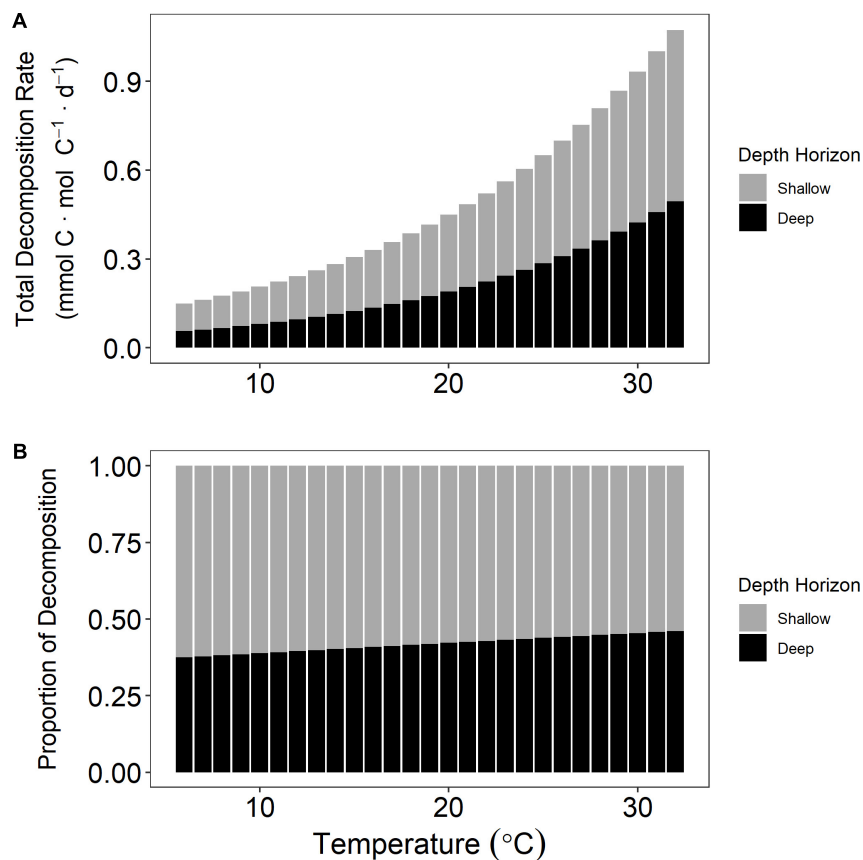 A
Total Decomposition Rate
(mmol C · mol C⁻¹ · d⁻¹)
0.9
0.6
0.3
0.0
10 20 30
Depth Horizon
Shallow
Deep
B
Proportion of Decomposition
1.00
0.75
0.50
0.25
0.00
10 20 30
Temperature (°C)
Depth Horizon
Shallow
Deep